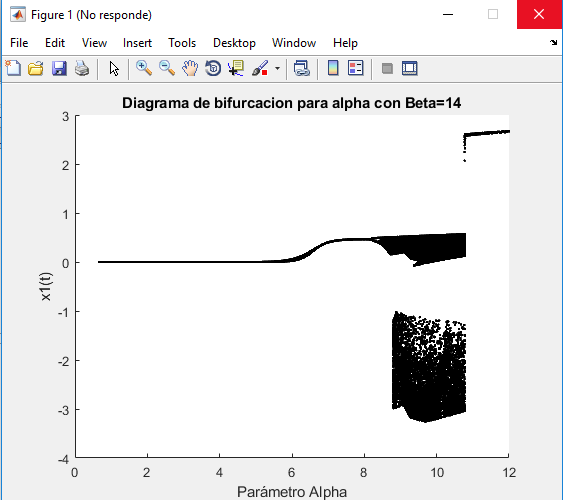 Figure 1 (No responde)
File Edit View Insert Tools Desktop Window Help
Diagrama de bifurcacion para alpha con Beta=14
3
2
1
0
-1
-2
-3
-4
x1(t)
0 2 4 6 8 10 12
Parámetro Alpha